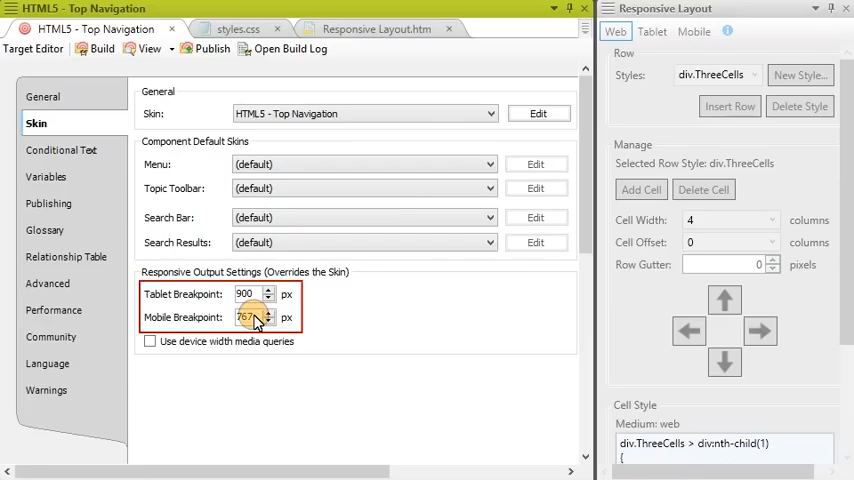 HTML5 - Top Navigation
HTML5 - Top Navigation
styles.css
Responsive Layout.htm
Target Editor
Build
View
Publish
Open Build Log
General
Skin
Conditional Text
Variables
Publishing
Glossary
Relationship Table
Advanced
Performance
Community
Language
Warnings
General
Skin: HTML5 - Top Navigation Edit
Component Default Skins
Menu: (default) Edit
Topic Toolbar: (default) Edit
Search Bar: (default) Edit
Search Results: (default) Edit
Responsive Output Settings (Overrides the Skin)
Tablet Breakpoint: 900 px
Mobile Breakpoint: 767 px
Use device width media queries
Responsive Layout
Web Tablet Mobile
Row
Styles: div.ThreeCells New Style...
Insert Row Delete Style
Manage
Selected Row Style: div.ThreeCells
Add Cell Delete Cell
Cell Width: 4 columns
Cell Offset: 0 columns
Row Gutter: 0 pixels
Cell Style
Medium: web
div.ThreeCells > div:nth-child(1)
{